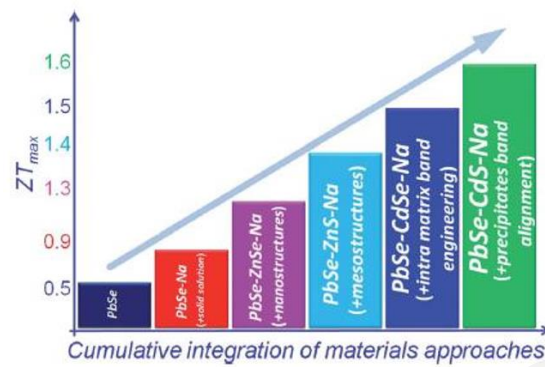 ZT max
1.6
1.5
1.4
1.3
0.9
0.5
PbSe
PbSe-Na
(+solid solution)
PbSe-ZnSe-Na
(+nanostructures)
PbSe-ZnS-Na
(+mesostructures)
PbSe-CdSe-Na
(+intra matrix band
engineering)
PbSe-CdS-Na
(+precipitates band
alignment)
Cumulative integration of materials approaches